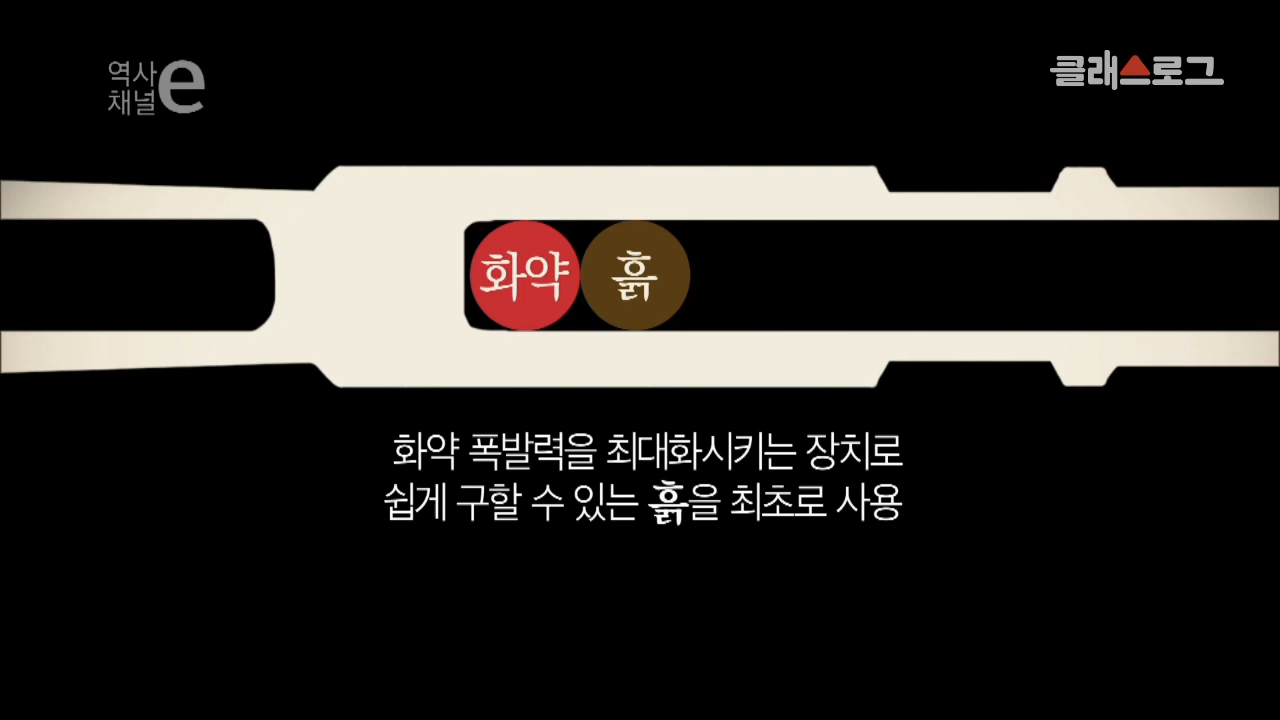 역사
채널e
클래스로그
화약 흙
화약 폭발력을 최대화시키는 장치로
쉽게 구할 수 있는 흙을 최초로 사용